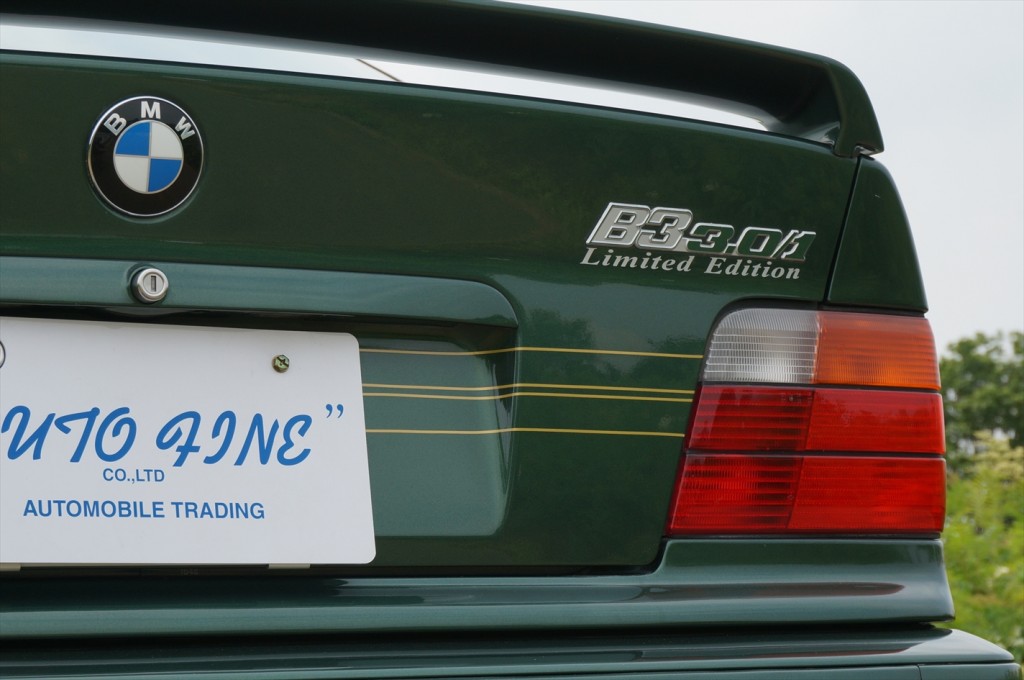 BMW
B3 3.0/1
Limited Edition
UTO FINE”
CO.,LTD
AUTOMOBILE TRADING